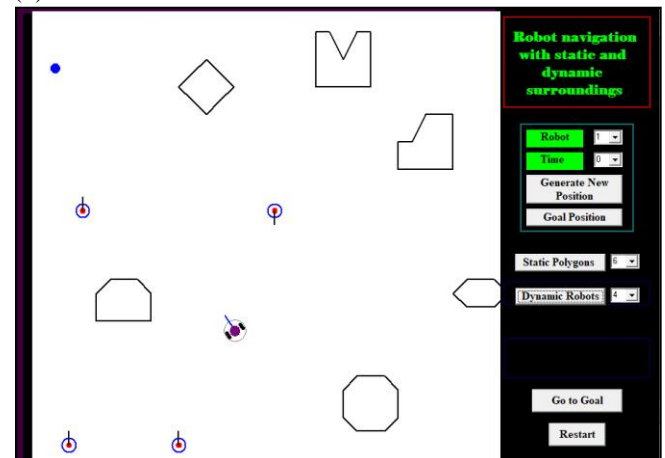 Robot navigation
with static and
dynamic
surroundings
Robot 1
Time 0
Generate New
Position
Goal Position
Static Polygons 6
Dynamic Robots 4
Go to Goal
Restart